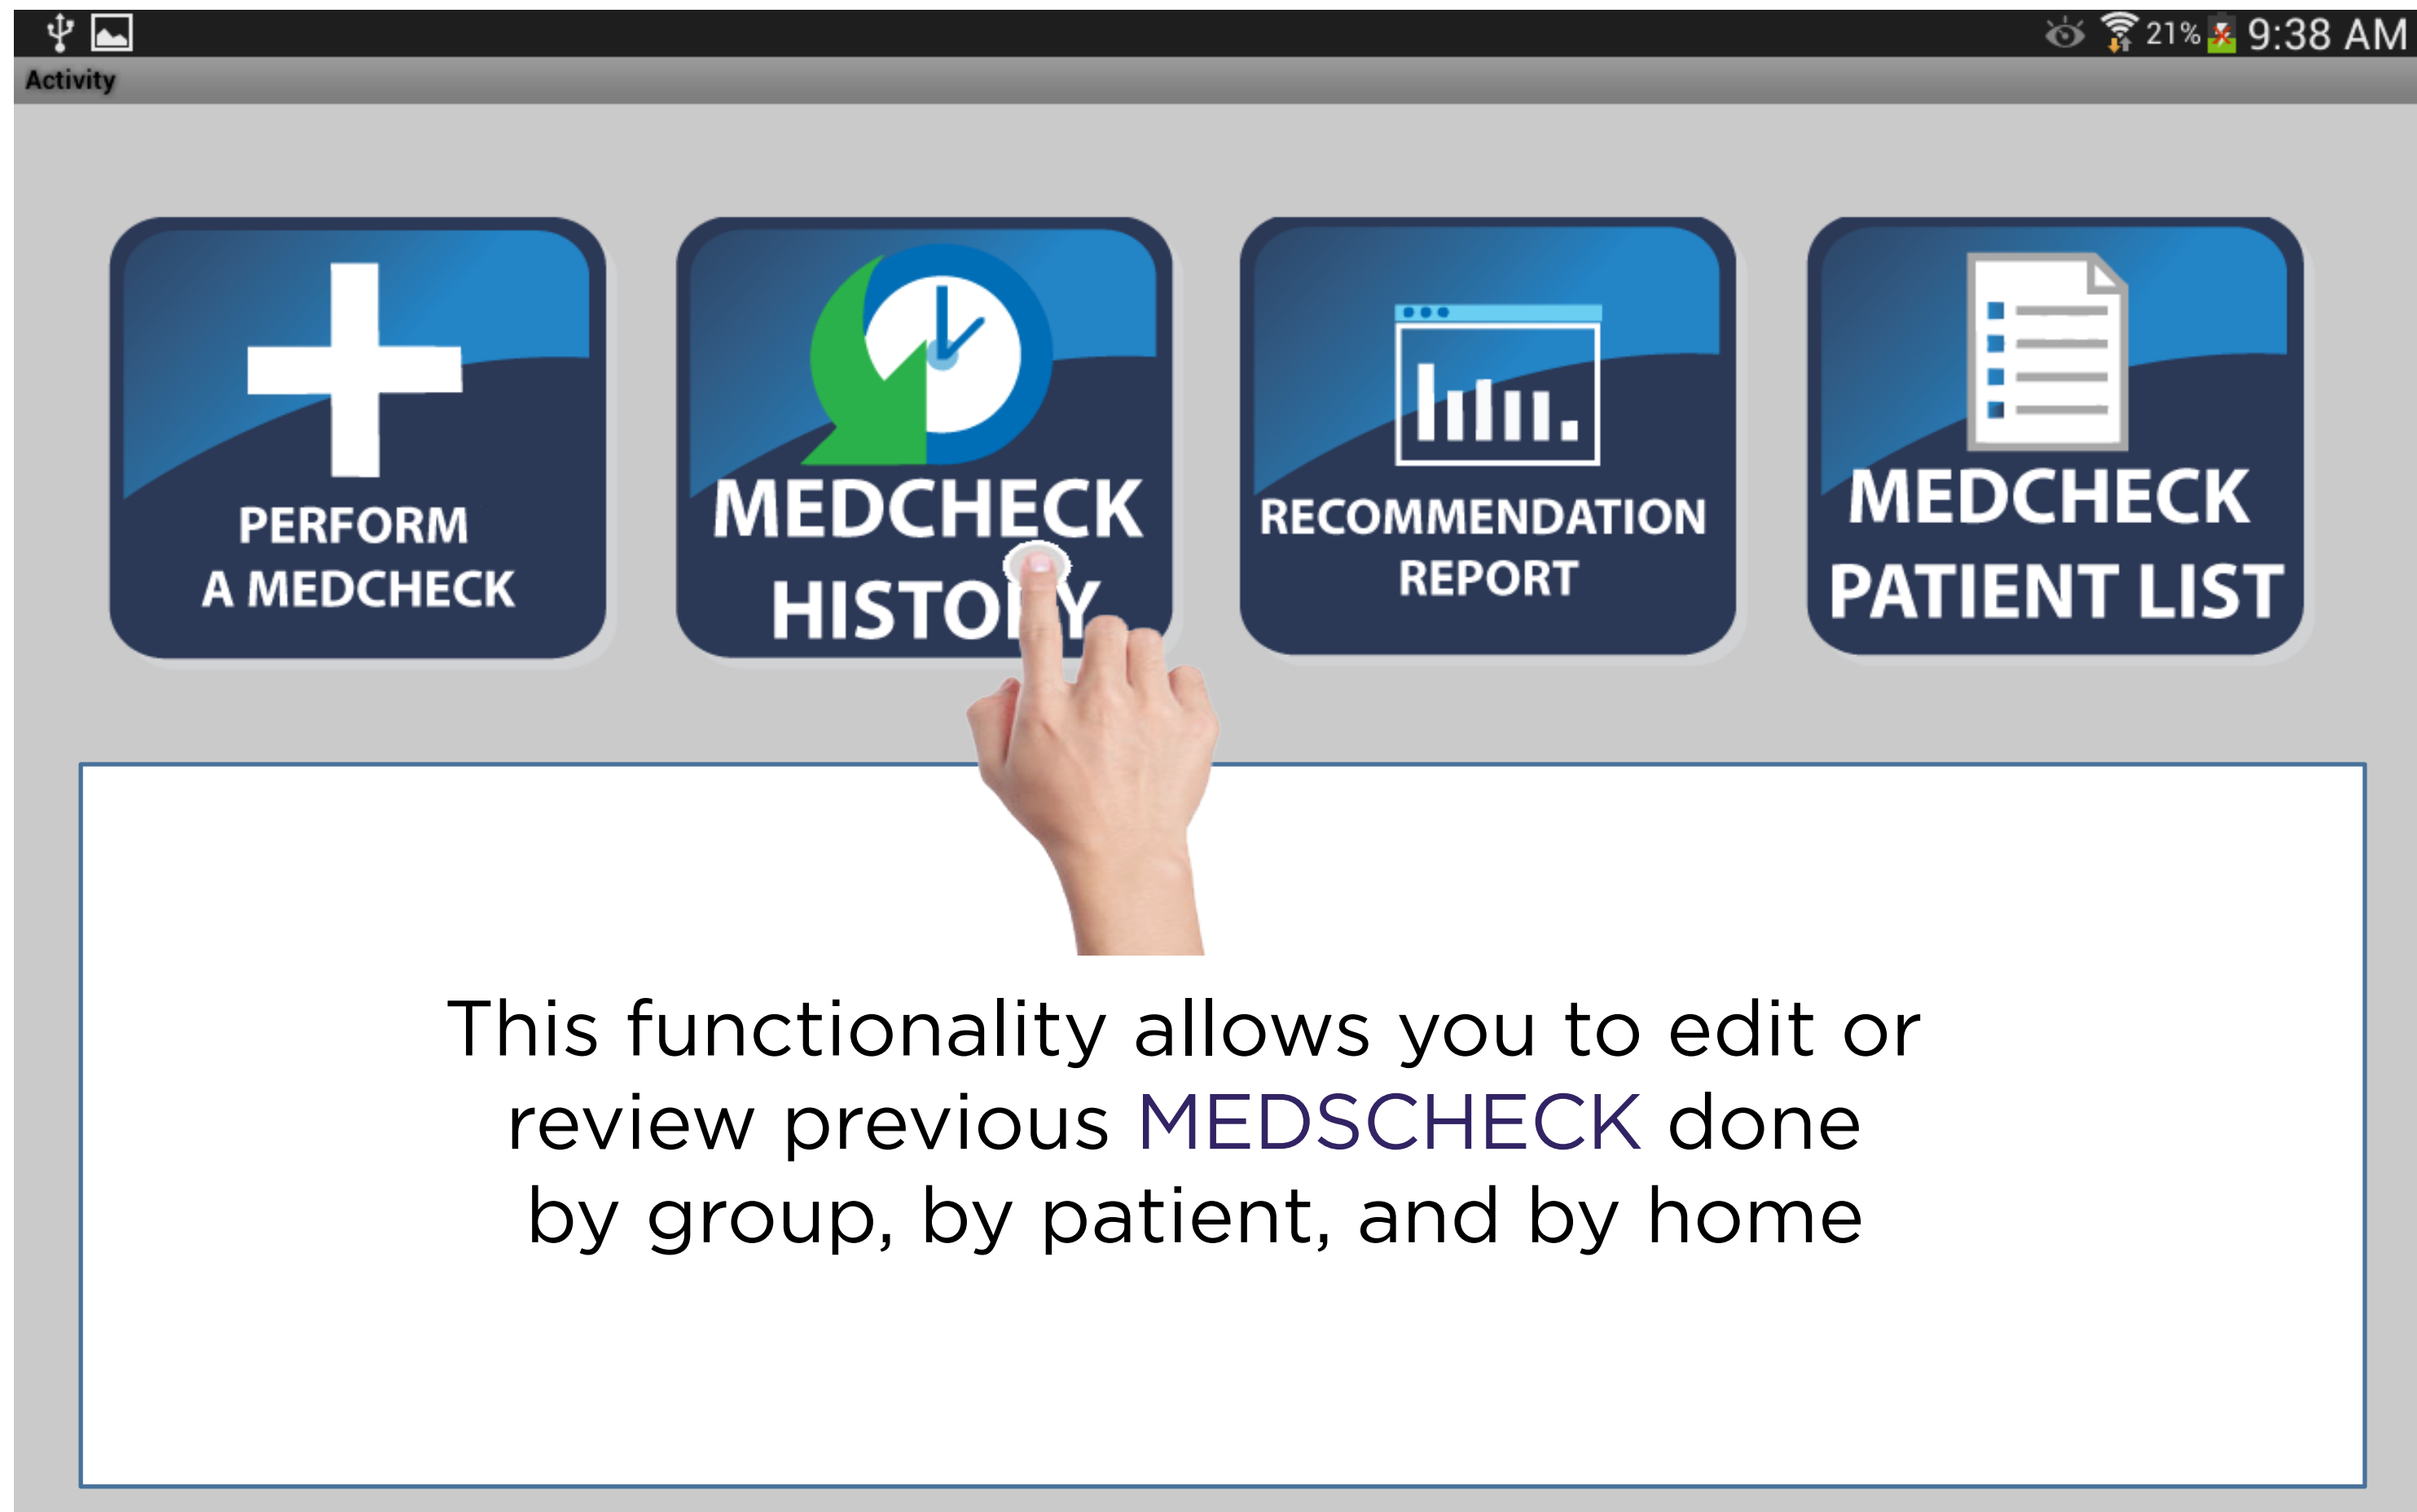 21% 9:38 AM
Activity
PERFORM
A MEDCHECK
MEDCHECK
HISTORY
RECOMMENDATION
REPORT
MEDCHECK
PATIENT LIST
This functionality allows you to edit or
review previous MEDSCHECK done
by group, by patient, and by home